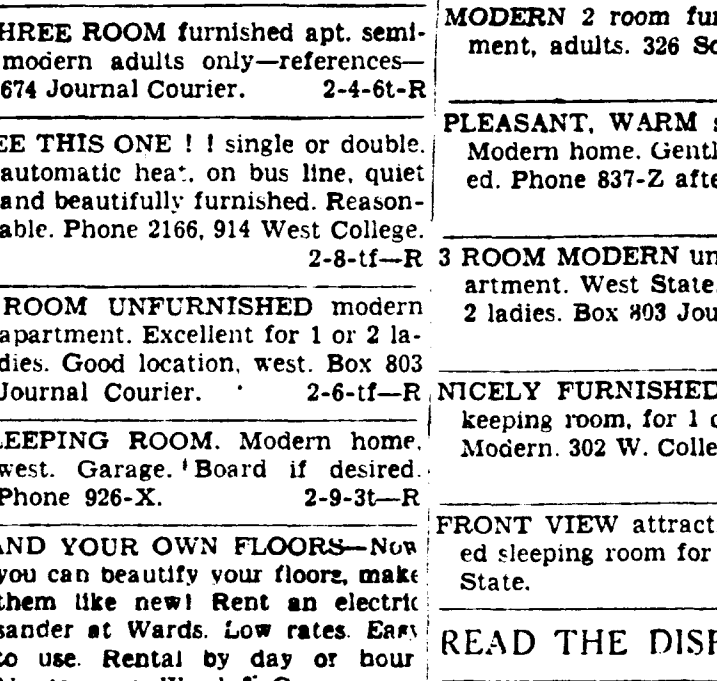 HREE ROOM furnished apt. semi-
modern adults only—references—
674 Journal Courier. 2-4-6t-R
EE THIS ONE ! ! single or double.
automatic heat, on bus line, quiet
and beautifully furnished. Reason-
able. Phone 2166, 914 West College.
2-8-tf—R
ROOM UNFURNISHED modern
apartment. Excellent for 1 or 2 la-
dies. Good location, west. Box 803
Journal Courier. 2-6-tf—R
LEEPING ROOM. Modern home,
west. Garage. Board if desired.
Phone 926-X. 2-9-3t—R
AND YOUR OWN FLOORS—Now
you can beautify your floors, make
them like new! Rent an electric
sander at Wards. Low rates. Easy
to use. Rental by day or hour
MODERN 2 room fur
ment, adults. 326 So
PLEASANT, WARM s
Modern home. Gentl
ed. Phone 837-Z afte
3 ROOM MODERN un
artment. West State.
2 ladies. Box 803 Jou
NICELY FURNISHED
keeping room, for 1 o
Modern. 302 W. Colle
FRONT VIEW attract
ed sleeping room for
State.
READ THE DISP